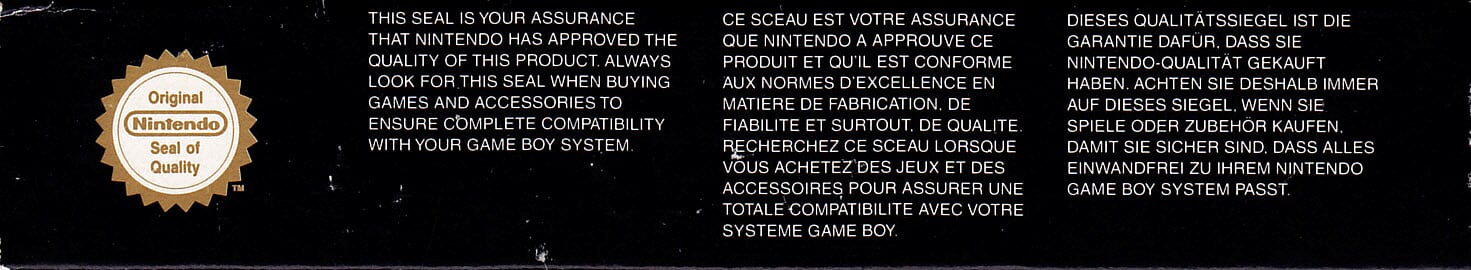 Original
Nintendo
Seal of
Quality
TM
THIS SEAL IS YOUR ASSURANCE
THAT NINTENDO HAS APPROVED THE
QUALITY OF THIS PRODUCT. ALWAYS
LOOK FOR THIS SEAL WHEN BUYING
GAMES AND ACCESSORIES TO
ENSURE COMPLETE COMPATIBILITY
WITH YOUR GAME BOY SYSTEM.
CE SCEAU EST VOTRE ASSURANCE
QUE NINTENDO A APPROUVE CE
PRODUIT ET QU'IL EST CONFORME
AUX NORMES D'EXCELLENCE EN
MATIERE DE FABRICATION, DE
FIABILITE ET SURTOUT, DE QUALITE.
RECHERCHEZ CE SCEAU LORSQUE
VOUS ACHETEZ DES JEUX ET DES
ACCESSOIRES POUR ASSURER UNE
TOTALE COMPATIBILITE AVEC VOTRE
SYSTEME GAME BOY.
DIESES QUALITÄTSSIEGEL IST DIE
GARANTIE DAFÜR, DASS SIE
NINTENDO-QUALITÄT GEKAUFT
HABEN. ACHTEN SIE DESHALB IMMER
AUF DIESES SIEGEL, WENN SIE
SPIELE ODER ZUBEHÖR KAUFEN,
DAMIT SIE SICHER SIND, DASS ALLES
EINWANDFREI ZU IHREM NINTENDO
GAME BOY SYSTEM PASST.